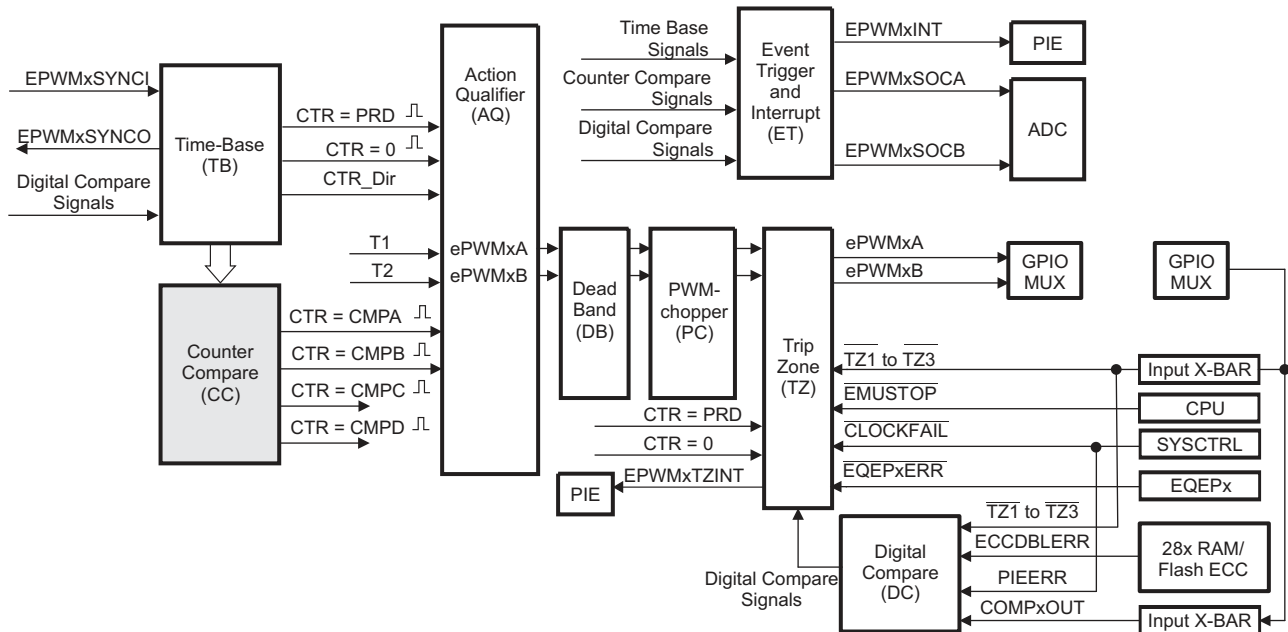 EPWMxSYNCI
EPWMxSYNCO
Digital Compare
Signals
Time-Base
(TB)
CTR = PRD
CTR = 0
CTR_Dir
T1
T2
Counter
Compare
(CC)
CTR = CMPA
CTR = CMPB
CTR = CMPC
CTR = CMPD
Action
Qualifier
(AQ)
ePWMxA
ePWMxB
Time Base
Signals
Counter Compare
Signals
Digital Compare
Signals
Event
Trigger
and
Interrupt
(ET)
EPWMxINT
EPWMxSOCA
EPWMxSOCB
PIE
ADC
Dead
Band
(DB)
PWM-
chopper
(PC)
Trip
Zone
(TZ)
ePWMxA
ePWMxB
GPIO
MUX
GPIO
MUX
TZ1 to TZ3
Input X-BAR
EMUSTOP
CPU
CLOCKFAIL
SYSCTRL
EQEPxERR
EQEPx
CTR = PRD
CTR = 0
EPWMxTZINT
PIE
Digital Compare
Signals
Digital
Compare
(DC)
TZ1 to TZ3
ECCDBLERR
28x RAM/
Flash ECC
PIEERR
COMPxOUT
Input X-BAR